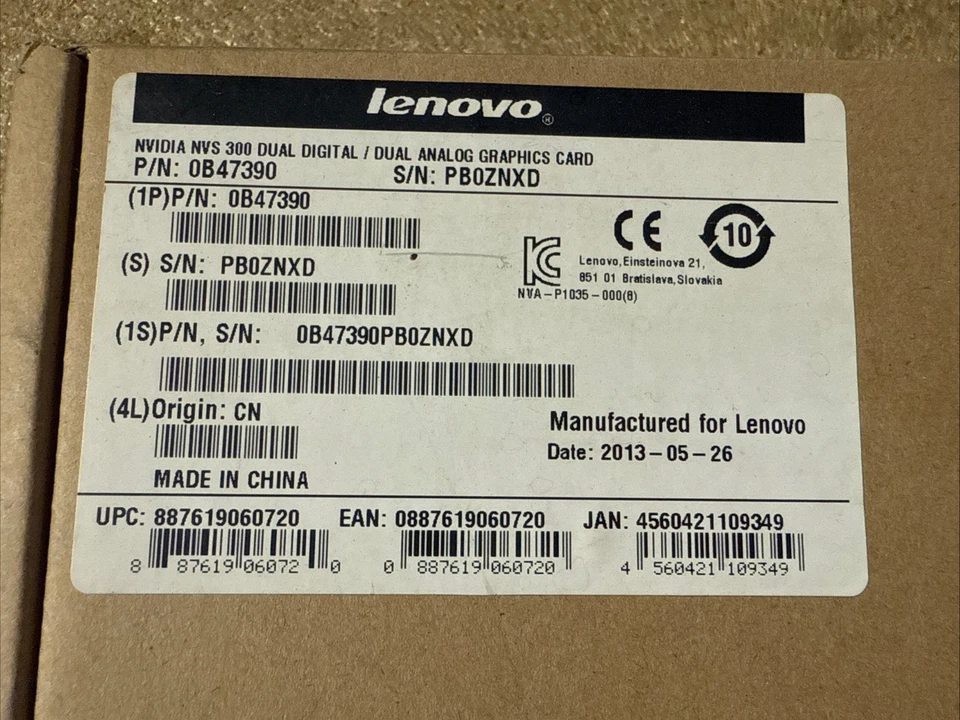 lenovo®
NVIDIA NVS 300 DUAL DIGITAL / DUAL ANALOG GRAPHICS CARD
P/N: 0B47390 S/N: PB0ZNXD
(1P)P/N: 0B47390
CE 10
(S) S/N: PB0ZNXD
Lenovo,Einsteinova 21,
851 01 Bratislava,Slovakia
NVA-P1035-000(8)
(1S)P/N, S/N: 0B47390PB0ZNXD
(4L)Origin: CN
Manufactured for Lenovo
Date: 2013-05-26
MADE IN CHINA
UPC: 887619060720 EAN: 0887619060720 JAN: 4560421109349
8 87619 06072 0 0 887619 060720 4 560421 109349